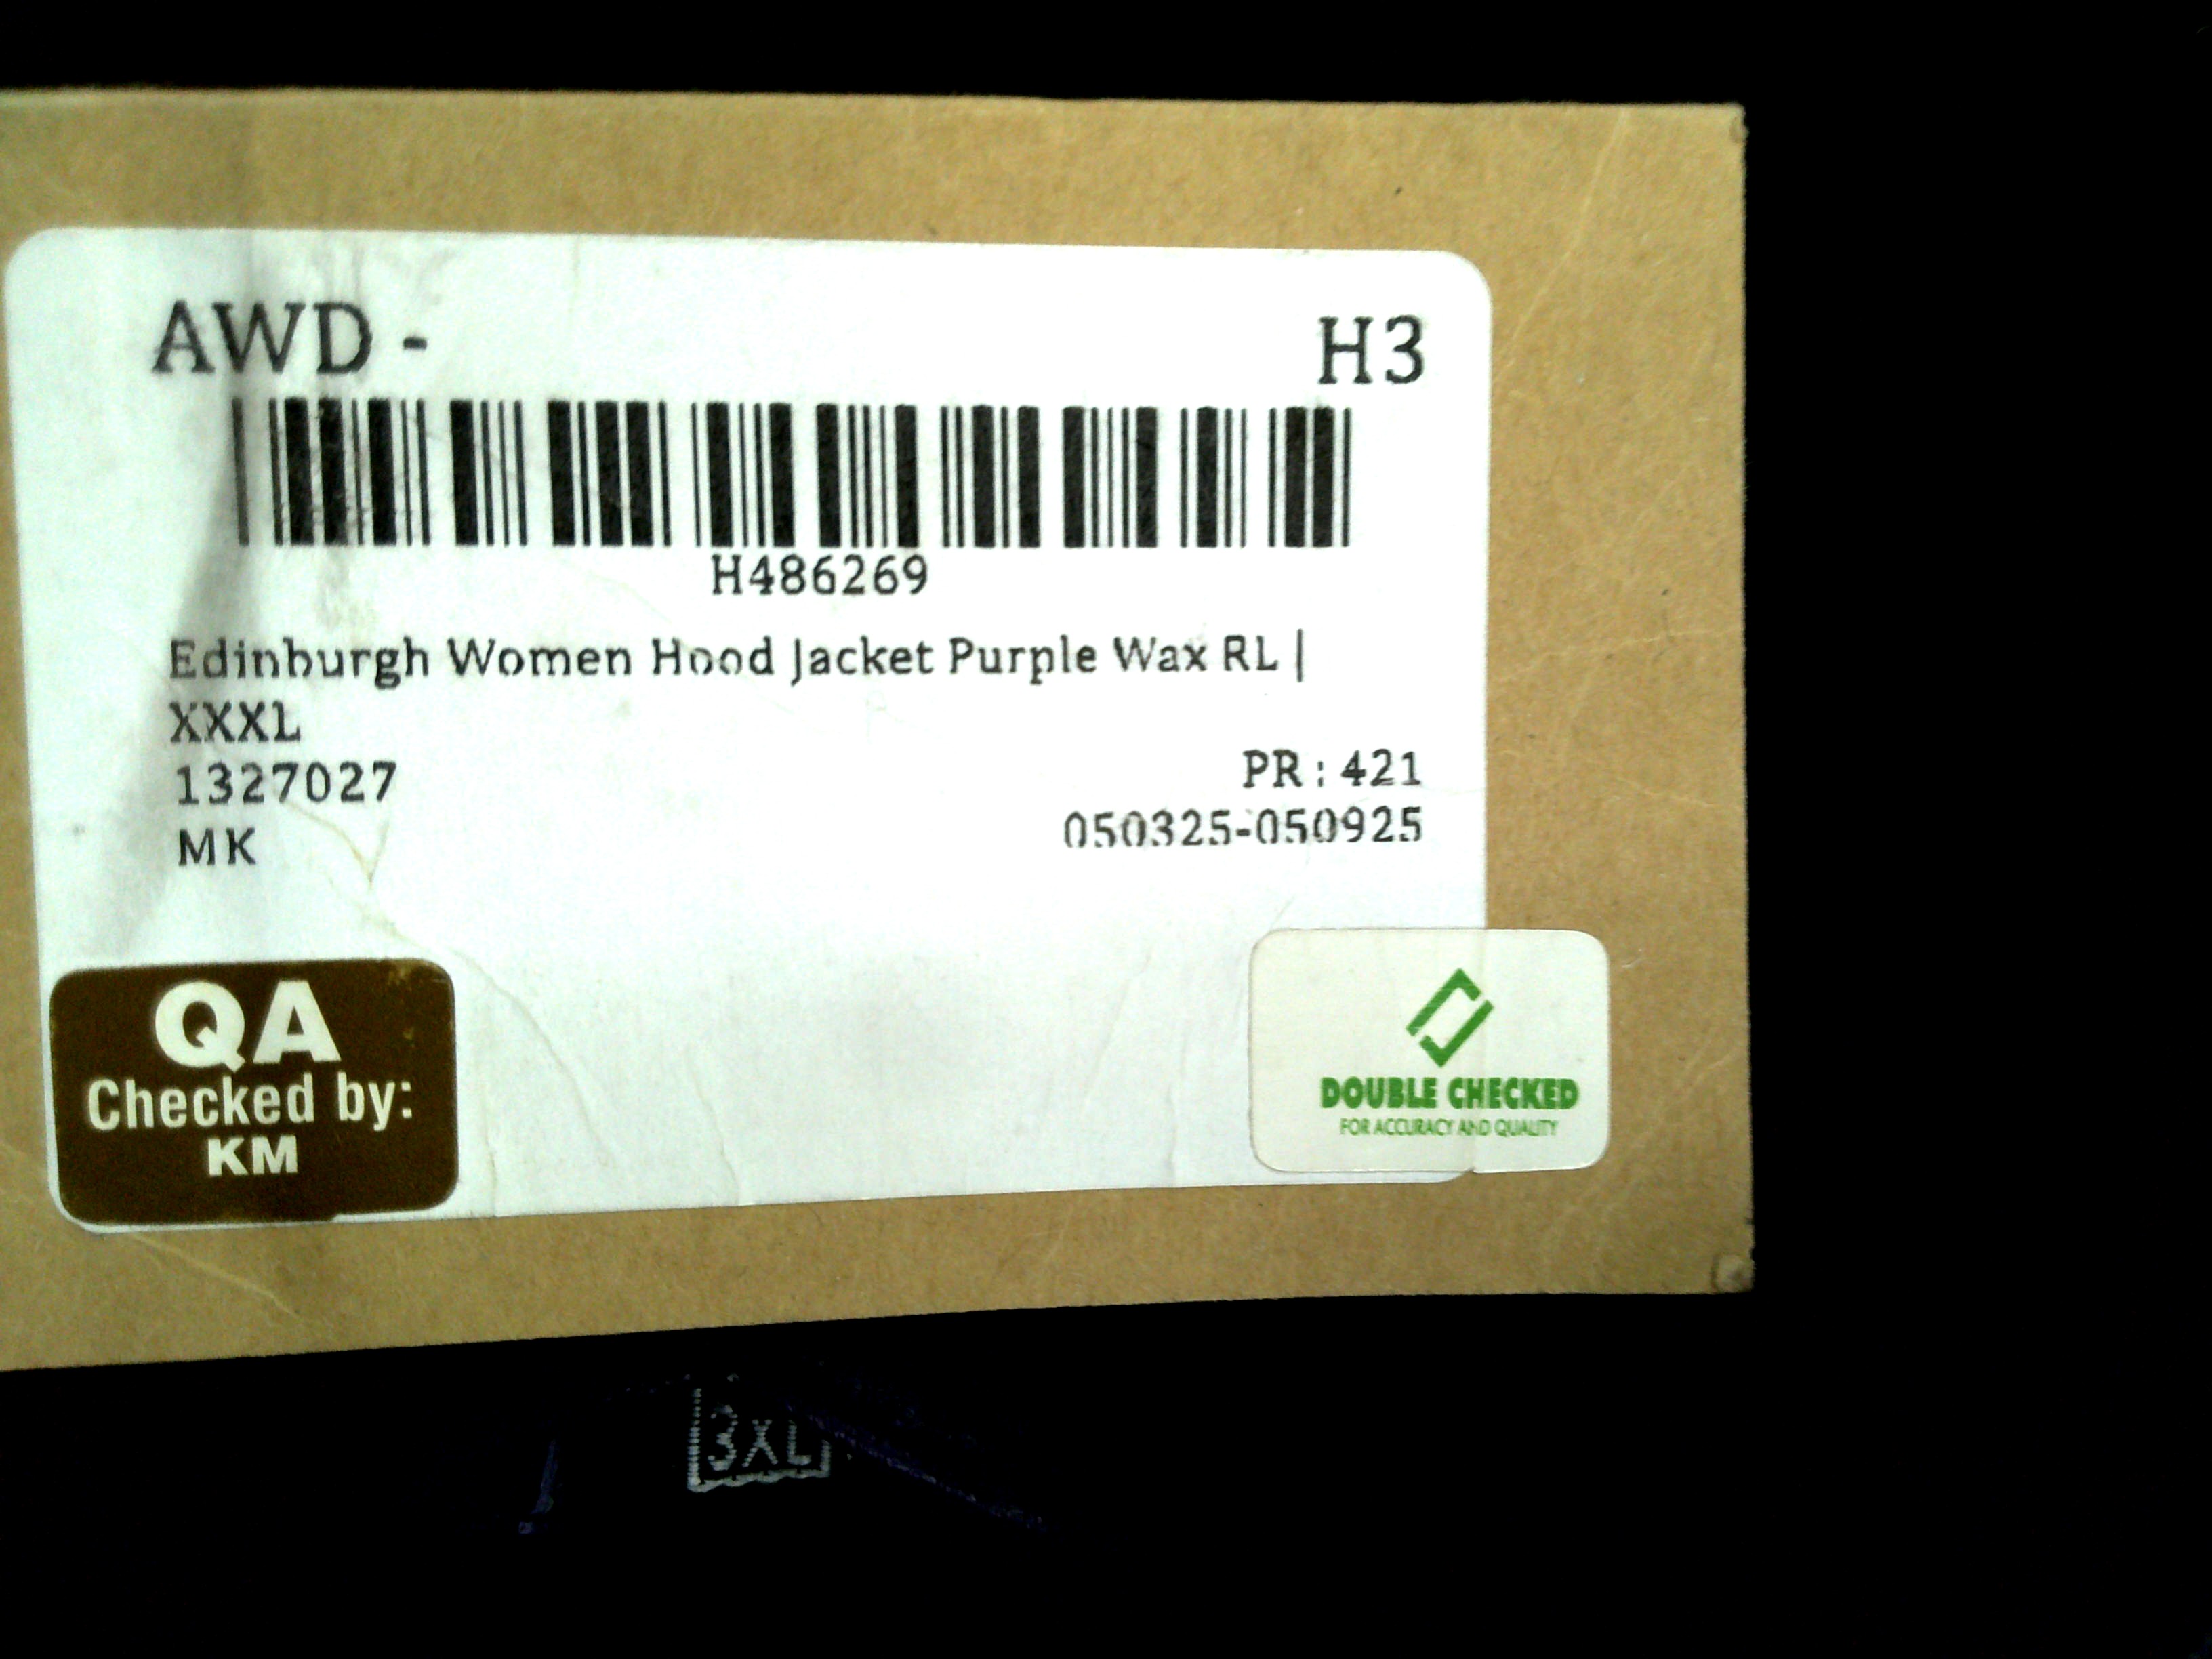 AWD - H3
H486269
Edinburgh Women Hood Jacket Purple Wax RL |
XXXL
1327027 PR : 421
MK 050325-050925
QA
Checked by:
KM
DOUBLE CHECKED
FOR ACCURACY AND QUALITY
3XL